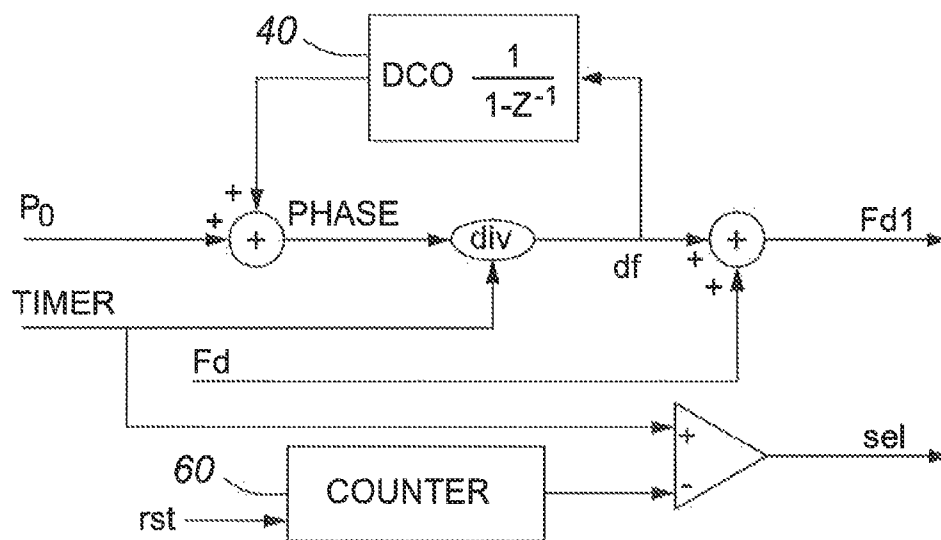 40
DCO 1
1-Z-1
+
P0
+
+
PHASE
div
df
+
+
+
Fd1
TIMER
Fd
+
-
sel
60
COUNTER
rst